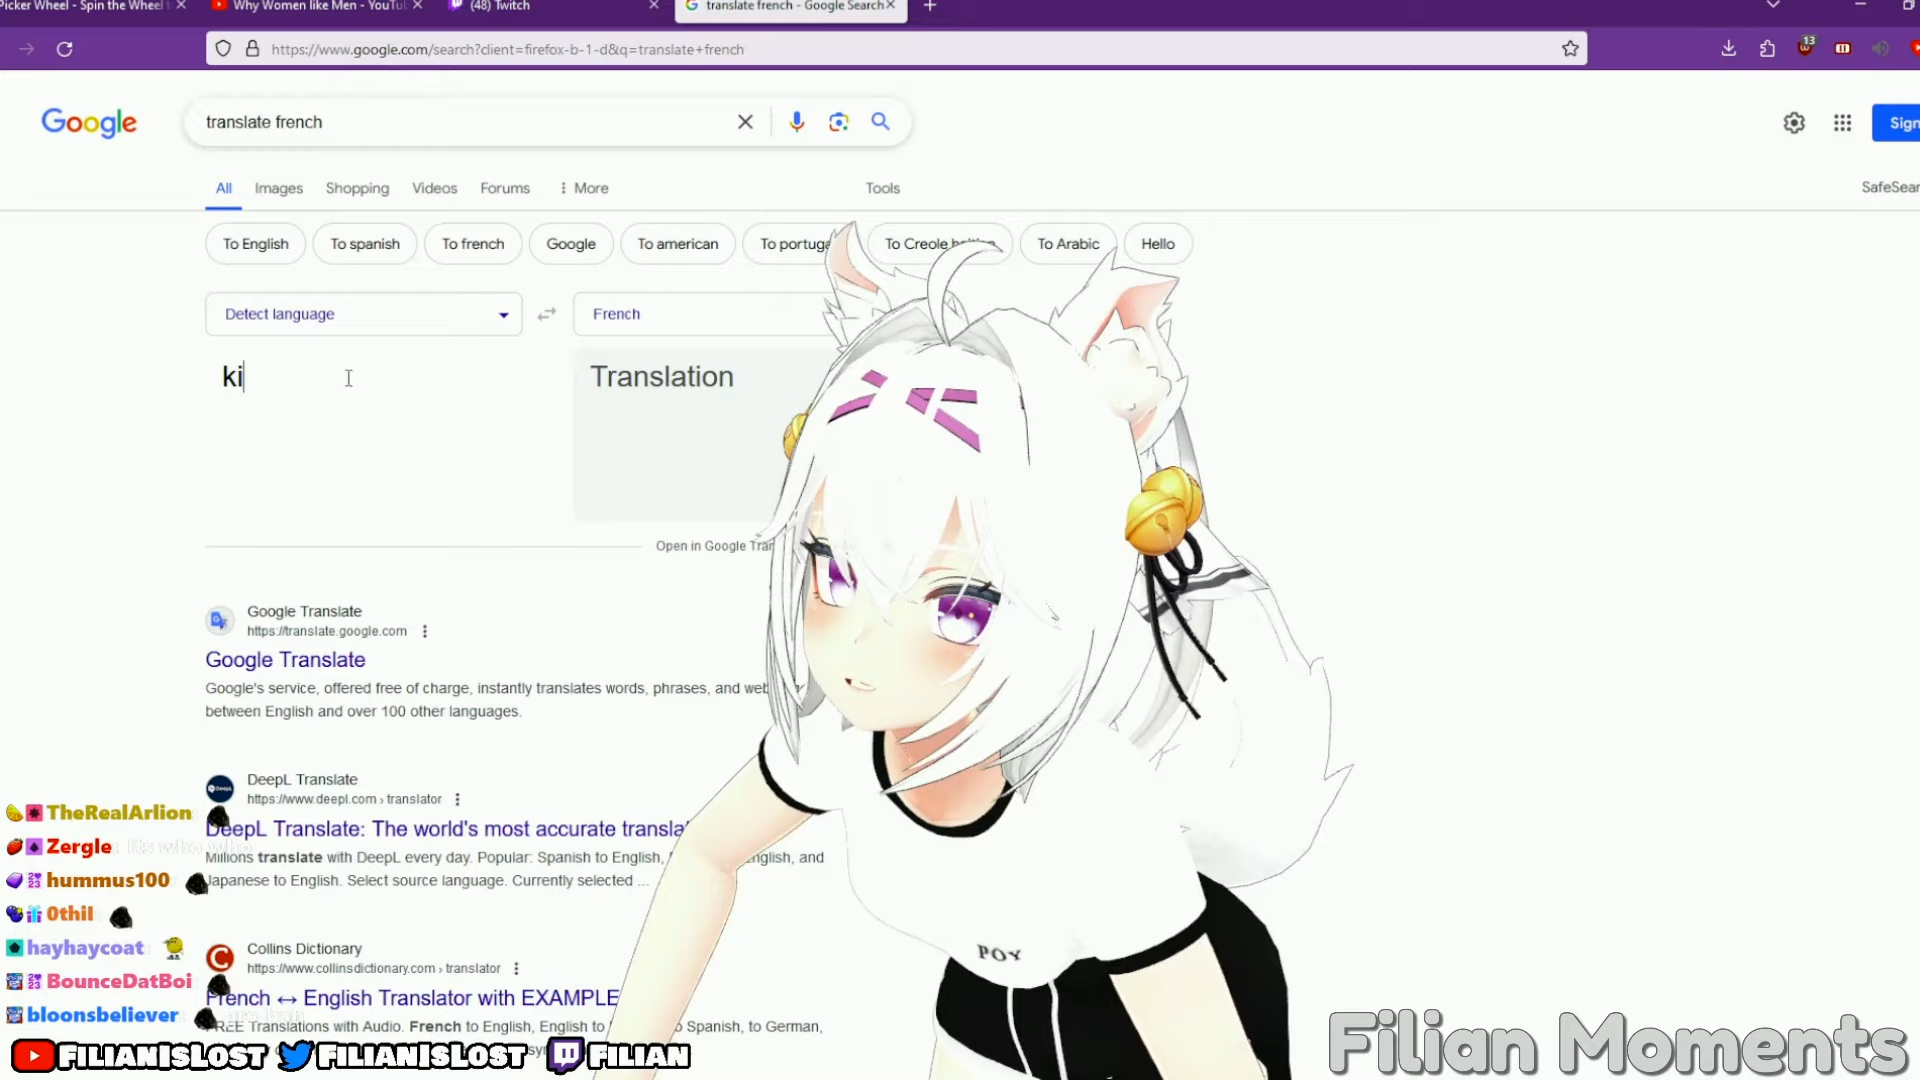 Picker Wheel - Spin the Wheel
Why Women like Men - YouTu
(48) Twitch
translate french - Google Search
https://www.google.com/search?client=firefox-b-1-d&q=translate+french
13
Google
translate french
Sign
All
Images
Shopping
Videos
Forums
More
Tools
SafeSear
To English
To spanish
To french
Google
To american
To portuga
To Creole
To Arabic
Hello
Detect language
French
ki
Translation
Open in Google Tran
Google Translate
https://translate.google.com
Google Translate
Google's service, offered free of charge, instantly translates words, phrases, and web
between English and over 100 other languages.
DeepL Translate
https://www.deepl.com › translator
DeepL Translate: The world's most accurate transla
Millions translate with DeepL every day. Popular: Spanish to English, nglish, and
Japanese to English. Select source language. Currently selected ...
Collins Dictionary
https://www.collinsdictionary.com › translator
French ↔ English Translator with EXAMPLE
FREE Translations with Audio. French to English, English to Spanish, to German,
TheRealArlion
Zergle : its who who
hummus100
0thil
hayhaycoat
BounceDatBoi
bloonsbeliever
POY
FILIANISLOST
FILIANISLOST
FILIAN
Filian Moments